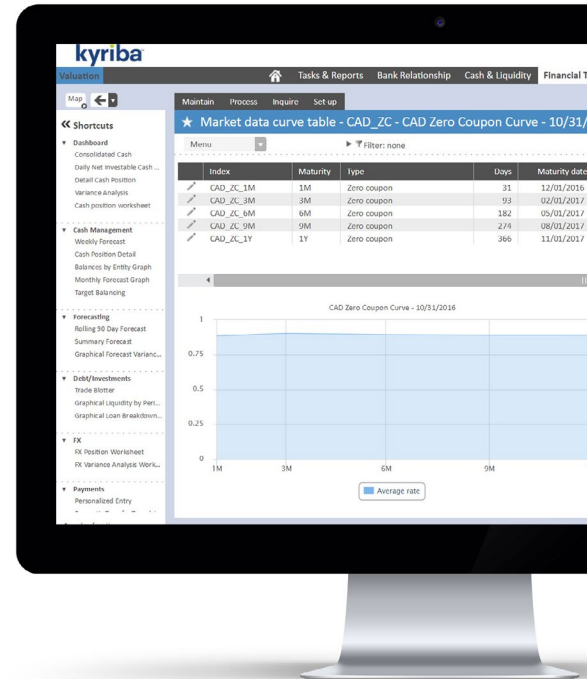 kyriba
Valuation
Tasks & Reports Bank Relationship Cash & Liquidity Financial T
Map
Maintain Process Inquire Set up
Shortcuts
★ Market data curve table - CAD_ZC - CAD Zero Coupon Curve - 10/31/
Menu Filter: none
Dashboard
Consolidated Cash
Daily Net Investable Cash ...
Detail Cash Position
Variance Analysis
Cash position worksheet
Cash Management
Weekly Forecast
Cash Position Detail
Balances by Entity Graph
Monthly Forecast Graph
Target Balancing
Forecasting
Rolling 90 Day Forecast
Summary Forecast
Graphical Forecast Varianc...
Debt/Investments
Trade Blotter
Graphical Liquidity by Peri...
Graphical Loan Breakdown...
FX
FX Position Worksheet
FX Variance Analysis Work...
Payments
Personalized Entry
Index Maturity Type Days Maturity date
CAD_ZC_1M 1M Zero coupon 31 12/01/2016
CAD_ZC_3M 3M Zero coupon 93 02/01/2017
CAD_ZC_6M 6M Zero coupon 182 05/01/2017
CAD_ZC_9M 9M Zero coupon 274 08/01/2017
CAD_ZC_1Y 1Y Zero coupon 366 11/01/2017
CAD Zero Coupon Curve - 10/31/2016
1
0.75
0.5
0.25
0
1M 3M 6M 9M
Average rate